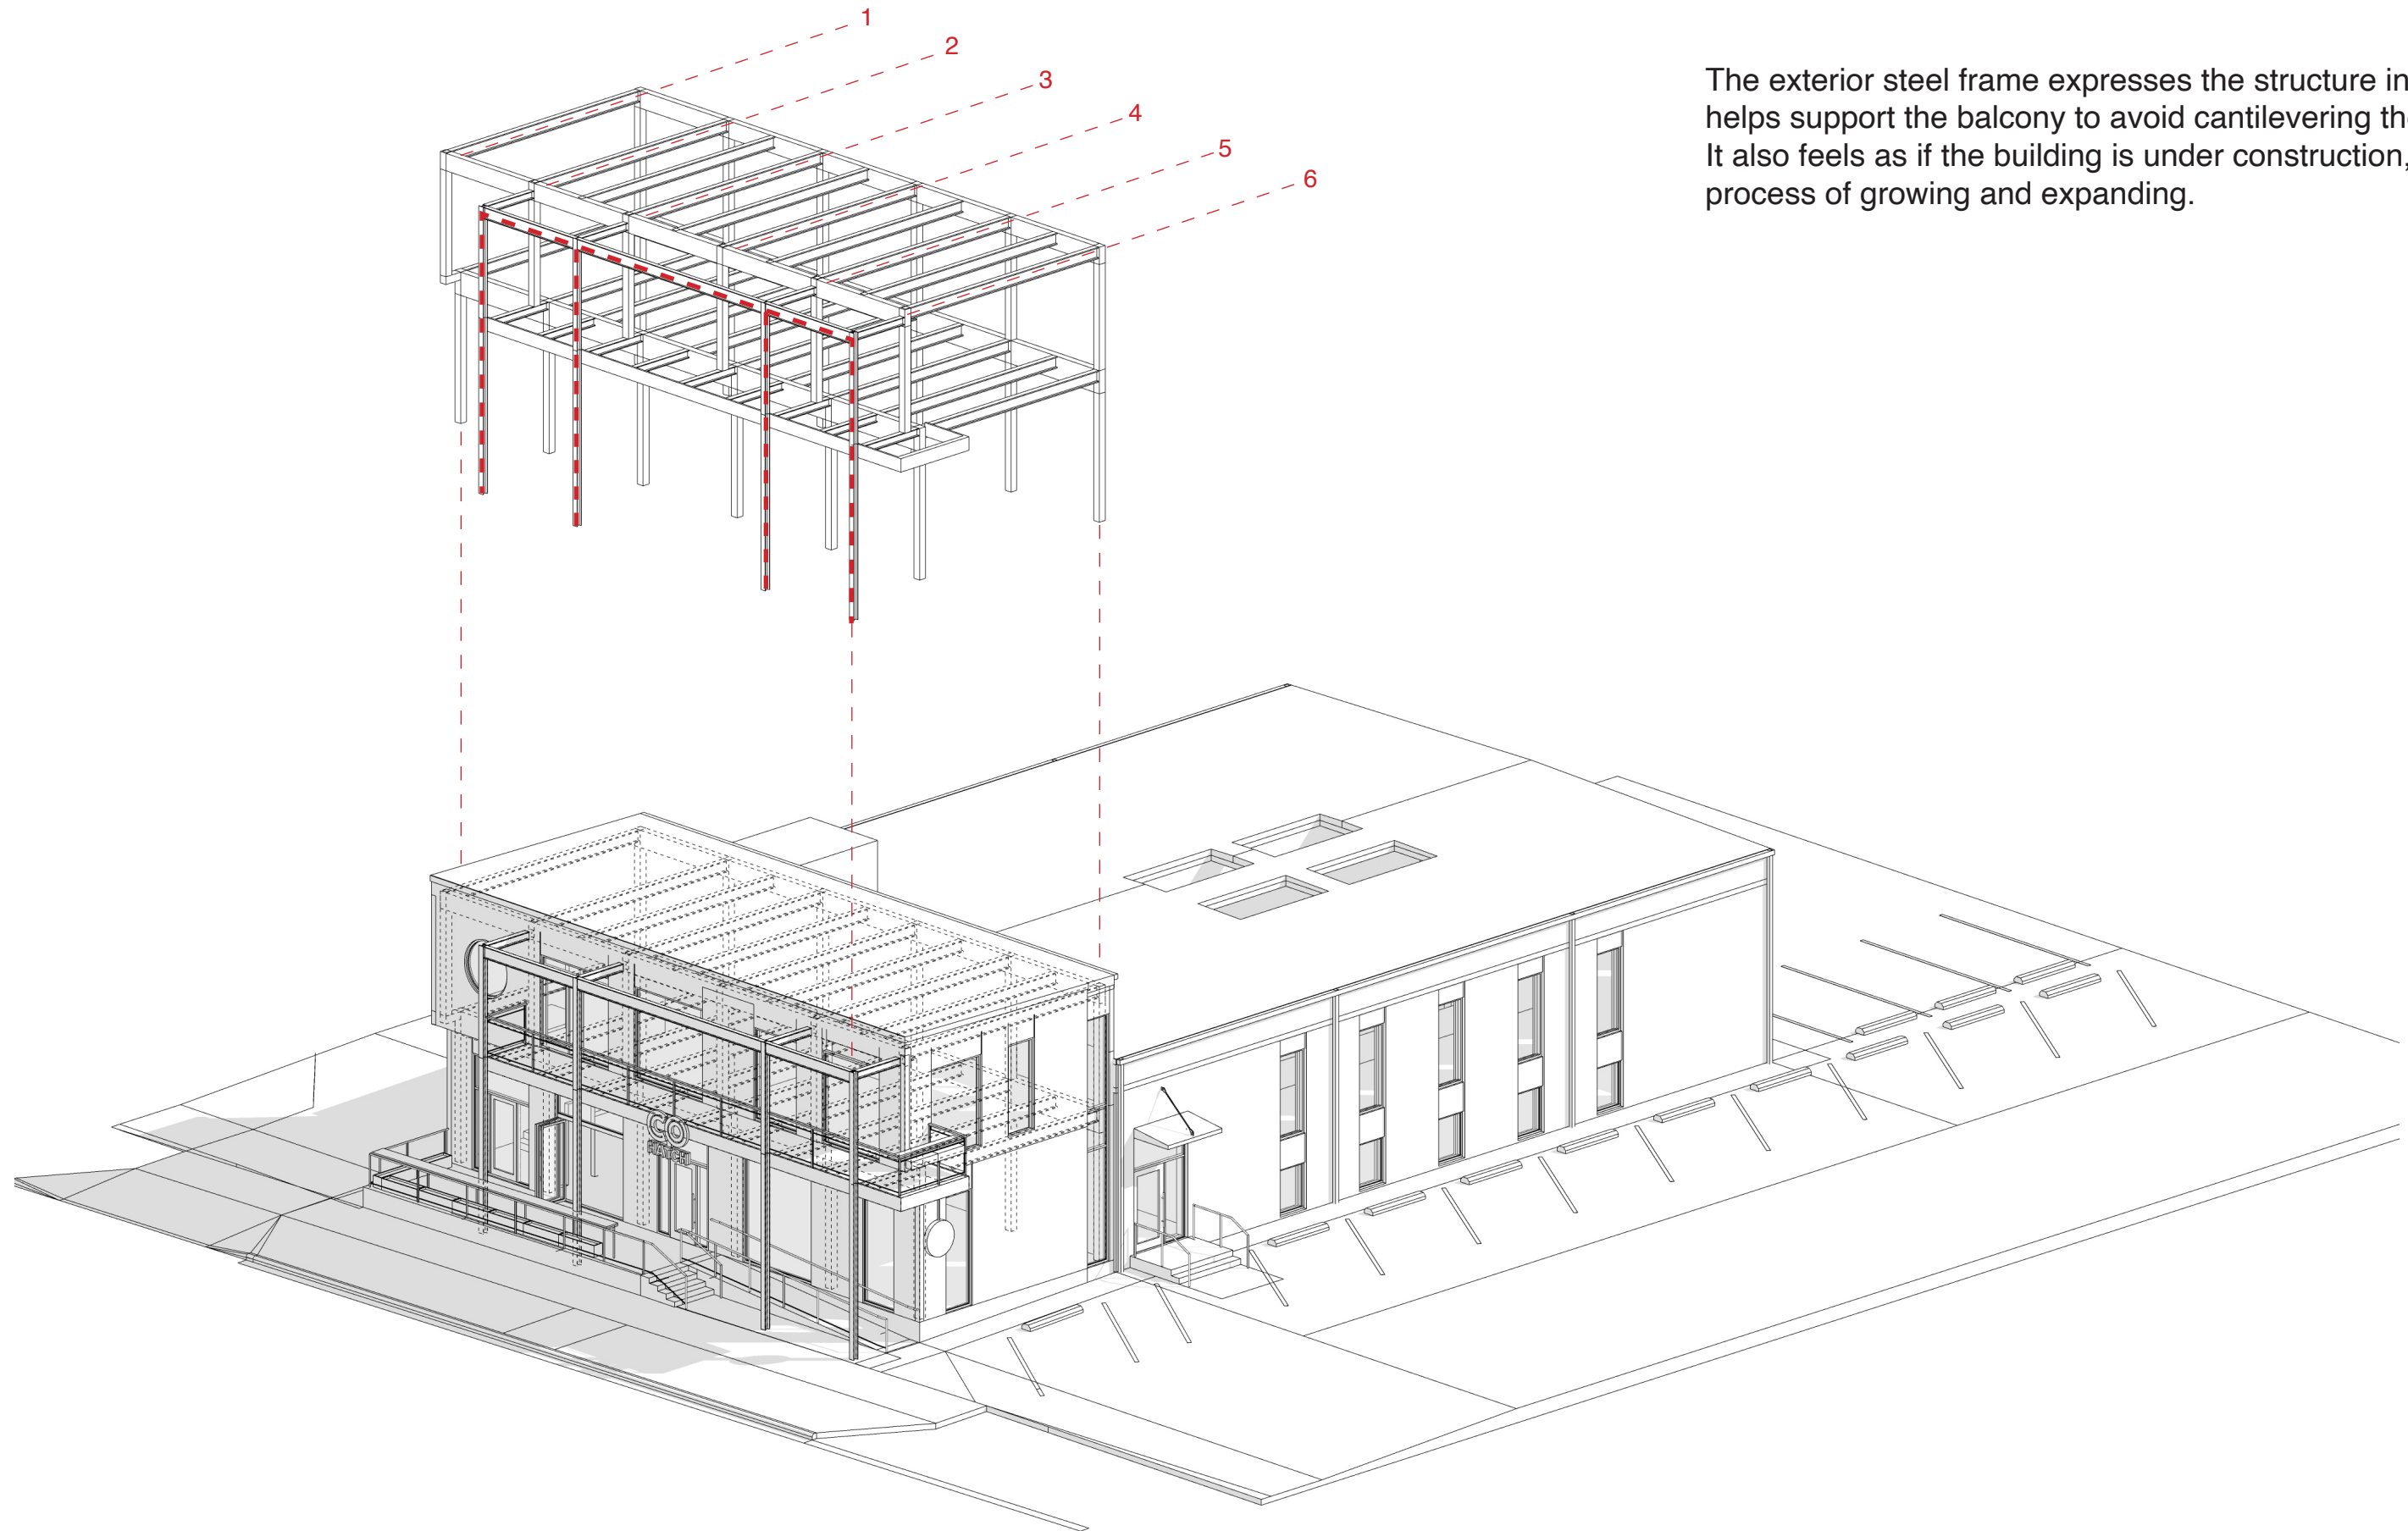 1
2
3
4
5
6
The exterior steel frame expresses the structure in
helps support the balcony to avoid cantilevering
It also feels as if the building is under construction,
process of growing and expanding.
CO
HATCH